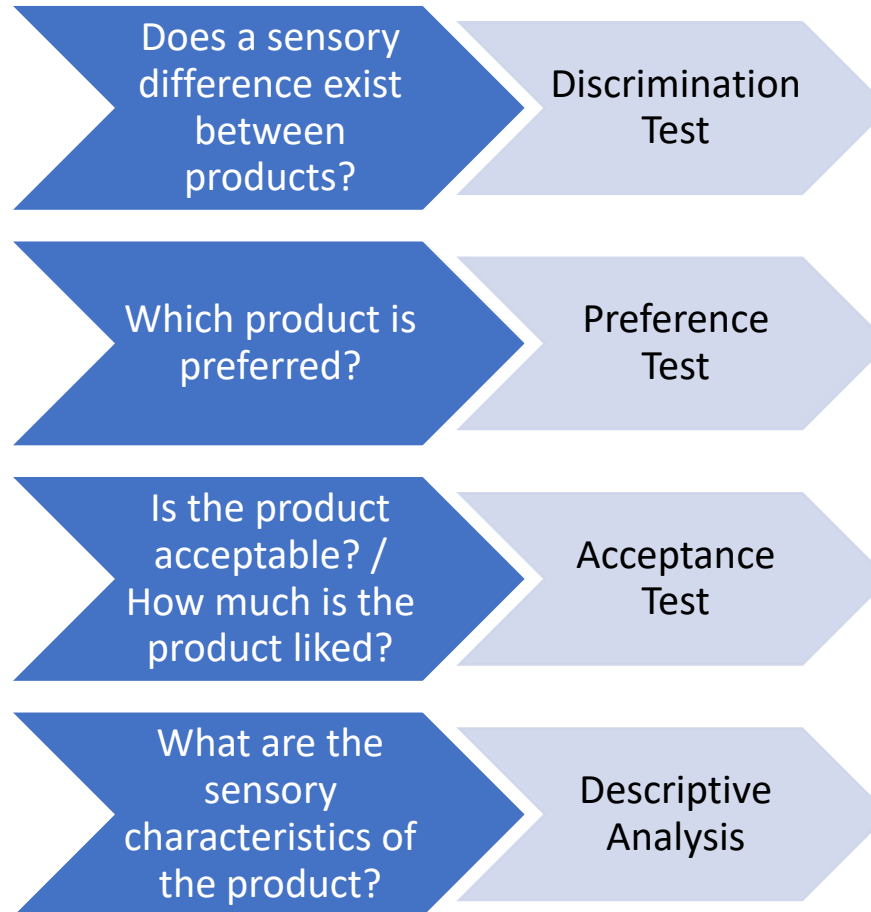 Does a sensory
difference exist
between
products?
Discrimination
Test
Which product is
preferred?
Preference
Test
Is the product
acceptable? /
How much is the
product liked?
Acceptance
Test
What are the
sensory
characteristics of
the product?
Descriptive
Analysis